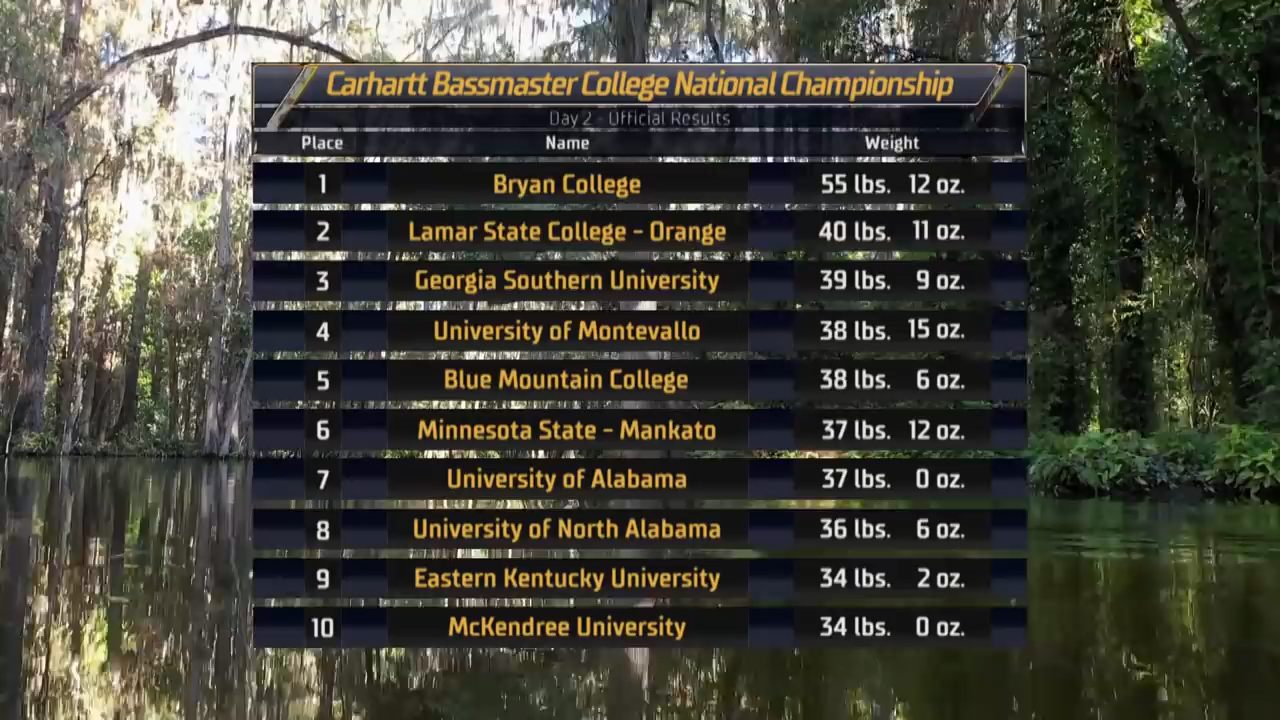 Carhartt Bassmaster College National Championship
Day 2 - Official Results
Place Name Weight
1 Bryan College 55 lbs. 12 oz.
2 Lamar State College - Orange 40 lbs. 11 oz.
3 Georgia Southern University 39 lbs. 9 oz.
4 University of Montevallo 38 lbs. 15 oz.
5 Blue Mountain College 38 lbs. 6 oz.
6 Minnesota State - Mankato 37 lbs. 12 oz.
7 University of Alabama 37 lbs. 0 oz.
8 University of North Alabama 36 lbs. 6 oz.
9 Eastern Kentucky University 34 lbs. 2 oz.
10 McKendree University 34 lbs. 0 oz.